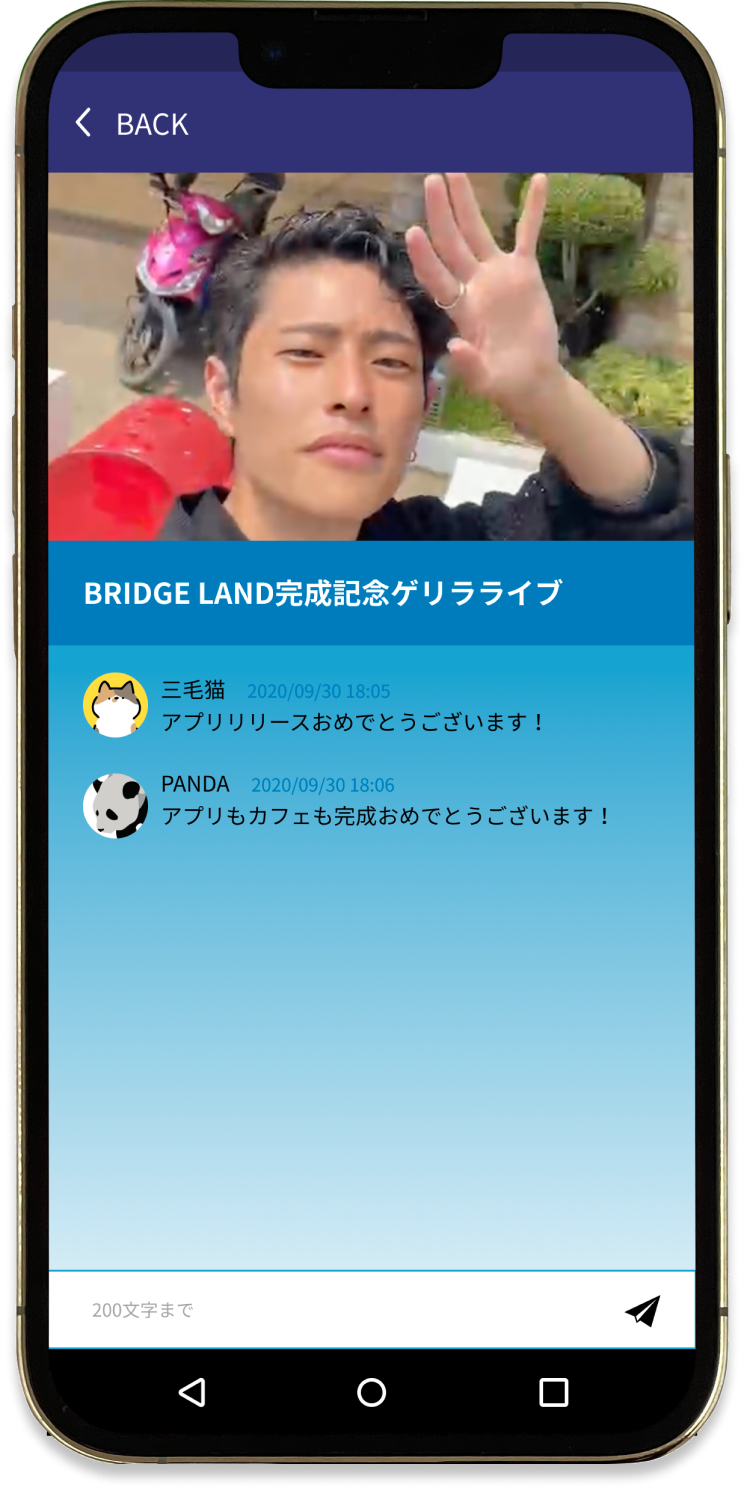 BACK
BRIDGE LAND完成記念ゲリラライブ
三毛猫 2020/09/30 18:05
アプリリリースおめでとうございます！
PANDA 2020/09/30 18:06
アプリもカフェも完成おめでとうございます！
200文字まで